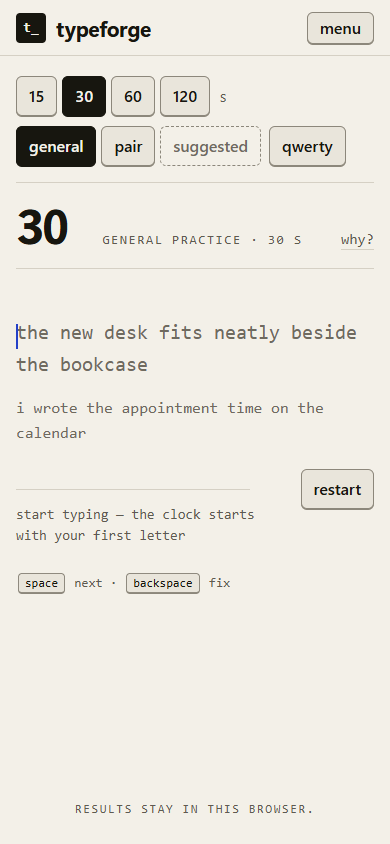 t_ typeforge menu
15 30 60 120 s
general pair suggested qwerty
30 GENERAL PRACTICE · 30 S why?
the new desk fits neatly beside
the bookcase
i wrote the appointment time on the
calendar
restart
start typing — the clock starts
with your first letter
space next · backspace fix
RESULTS STAY IN THIS BROWSER.